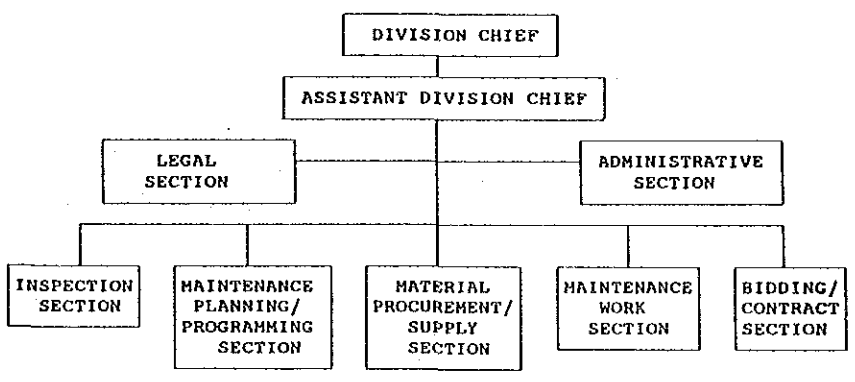 DIVISION CHIEF
ASSISTANT DIVISION CHIEF
LEGAL
SECTION
ADMINISTRATIVE
SECTION
INSPECTION
SECTION
MAINTENANCE
PLANNING/
PROGRAMMING
SECTION
MATERIAL
PROCUREMENT/
SUPPLY
SECTION
MAINTENANCE
WORK
SECTION
BIDDING/
CONTRACT
SECTION